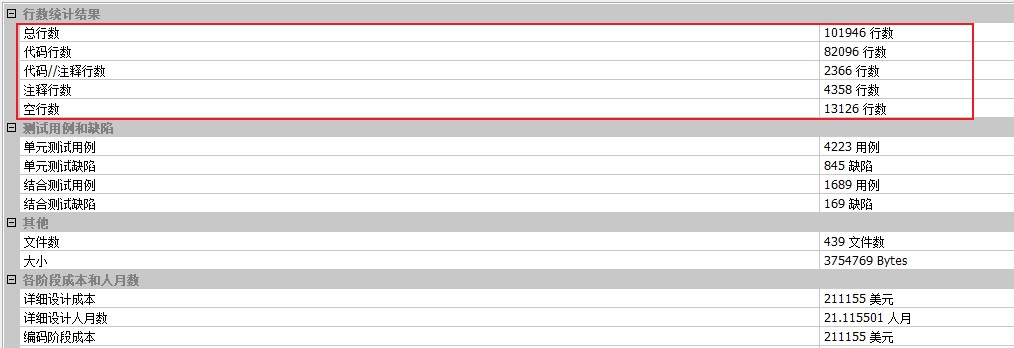 行数统计结果
总行数 101946 行数
代码行数 82096 行数
代码//注释行数 2366 行数
注释行数 4358 行数
空行数 13126 行数
测试用例和缺陷
单元测试用例 4223 用例
单元测试缺陷 845 缺陷
结合测试用例 1689 用例
结合测试缺陷 169 缺陷
其他
文件数 439 文件数
大小 3754769 Bytes
各阶段成本和人月数
详细设计成本 211155 美元
详细设计人月数 21.115501 人月
编码阶段成本 211155 美元